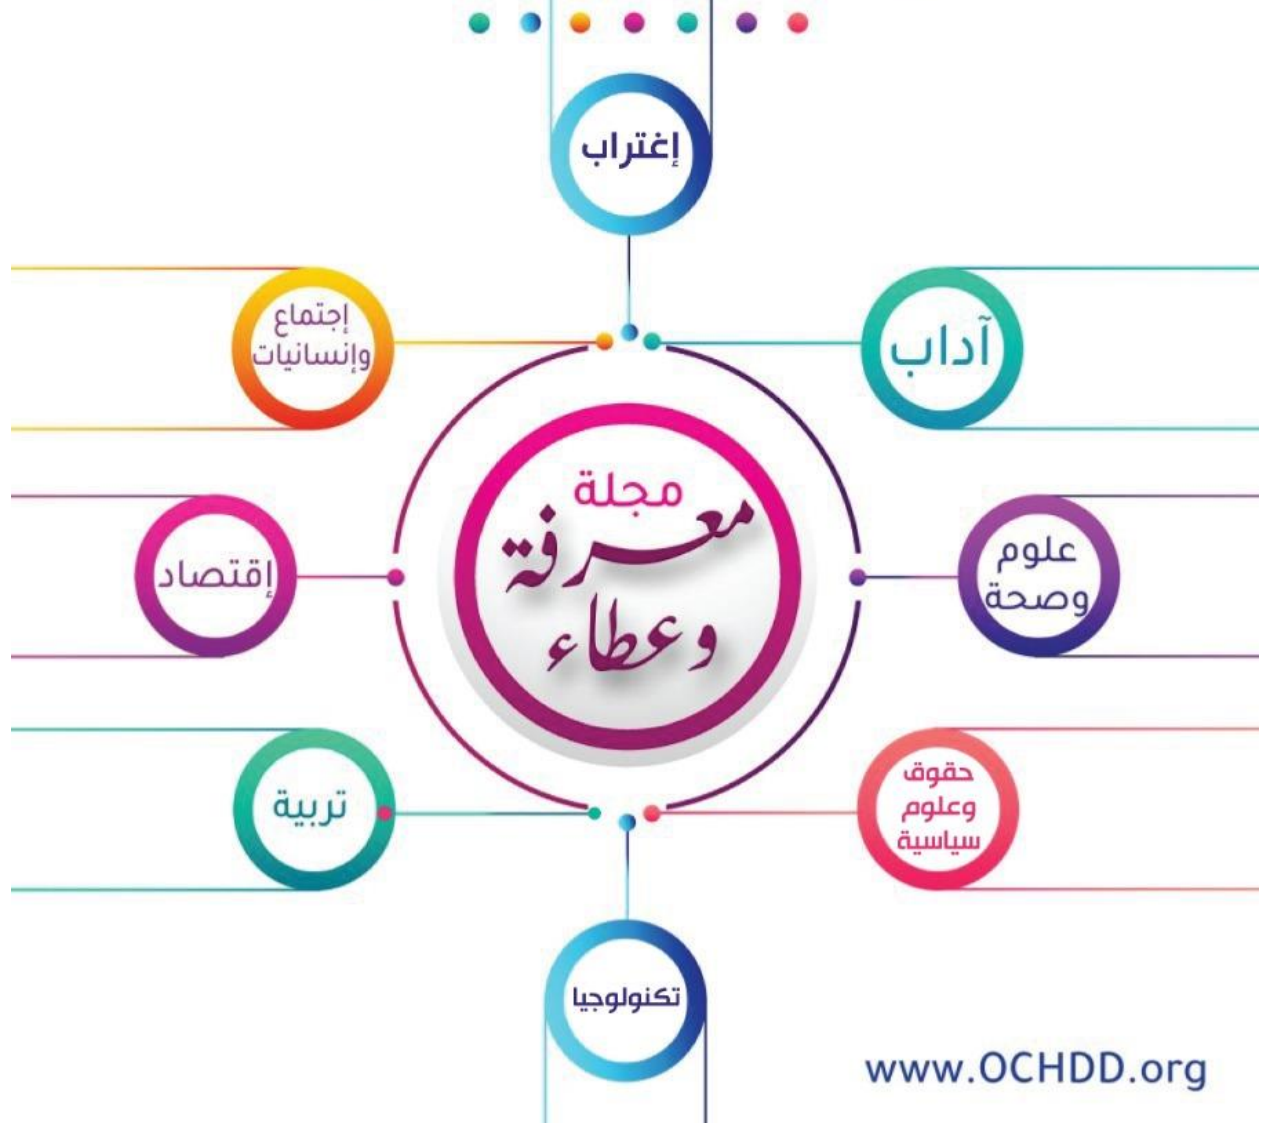 إغتراب
آداب
إجتماع
وإنسانيات
مجلة
معرفة
وعطاء
علوم
وصحة
إقتصاد
حقوق
وعلوم
سياسية
تربية
تكنولوجيا
www.OCHDD.org